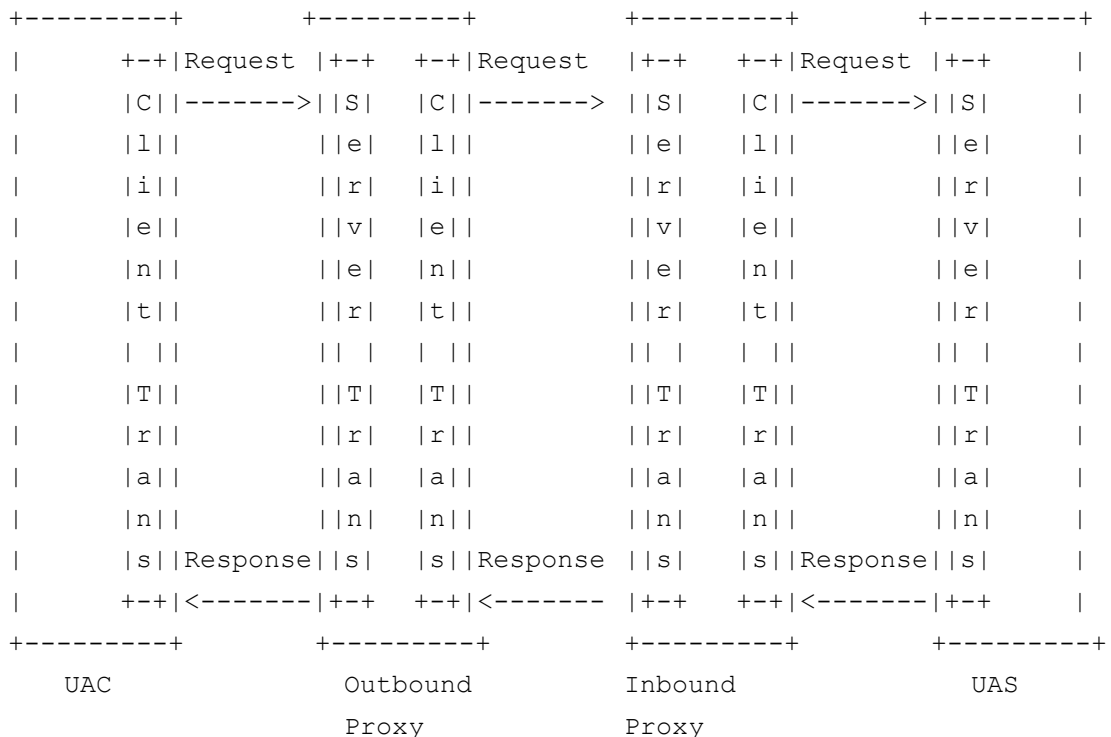 +---------+        +---------+          +---------+        +---------+
|      +-+|Request |+-+  +-+|Request  |+-+   +-+|Request |+-+     |
|      |C||------->||S|  |C||-------> ||S|   |C||------->||S|     |
|      |l||        ||e|  |l||         ||e|   |l||        ||e|     |
|      |i||        ||r|  |i||         ||r|   |i||        ||r|     |
|      |e||        ||v|  |e||         ||v|   |e||        ||v|     |
|      |n||        ||e|  |n||         ||e|   |n||        ||e|     |
|      |t||        ||r|  |t||         ||r|   |t||        ||r|     |
|      | ||        || |  | ||         || |   | ||        || |     |
|      |T||        ||T|  |T||         ||T|   |T||        ||T|     |
|      |r||        ||r|  |r||         ||r|   |r||        ||r|     |
|      |a||        ||a|  |a||         ||a|   |a||        ||a|     |
|      |n||        ||n|  |n||         ||n|   |n||        ||n|     |
|      |s||Response||s|  |s||Response ||s|   |s||Response||s|     |
|      +-+|<-------|+-+  +-+|<------- |+-+   +-+|<-------|+-+     |
+---------+        +---------+        +---------+        +---------+
   UAC              Outbound          Inbound              UAS
                    Proxy             Proxy